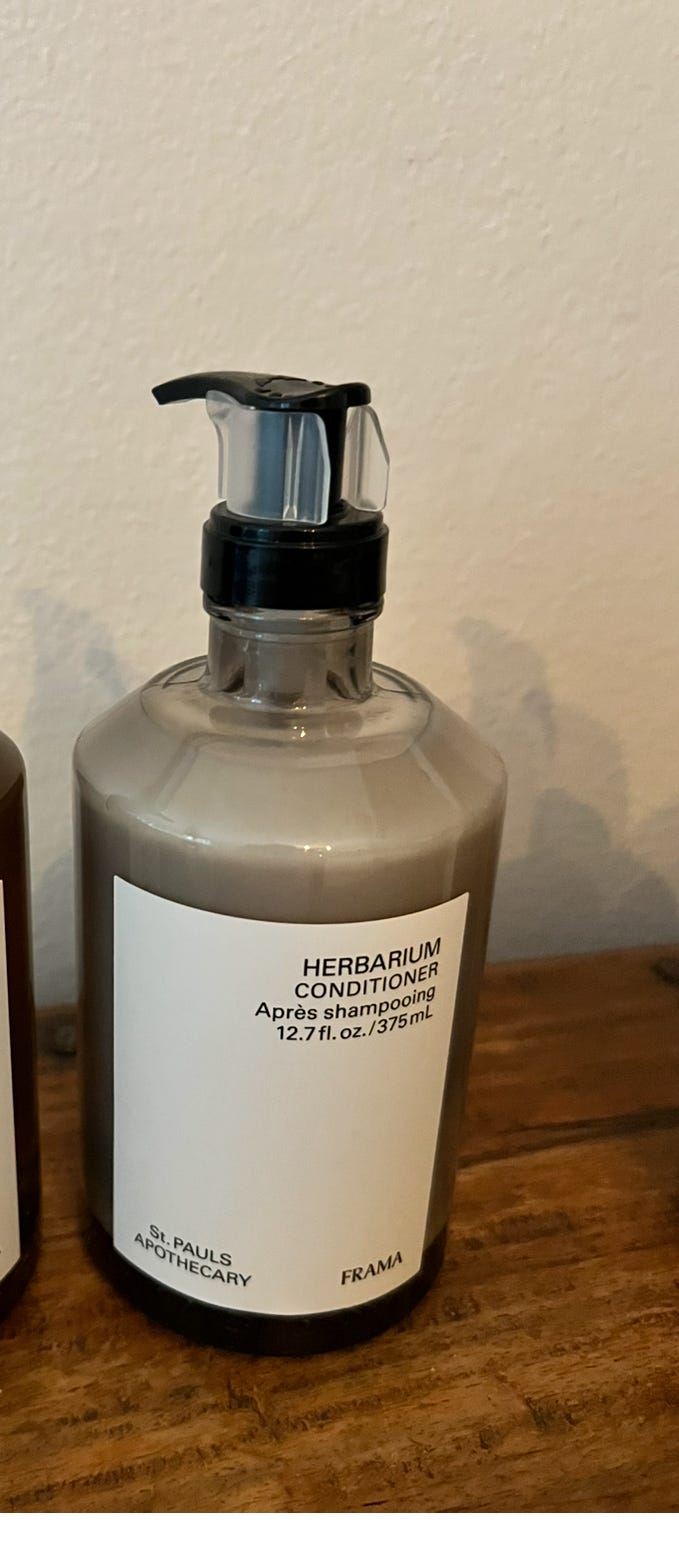 HERBARIUM
CONDITIONER
Après shampooing
12.7 fl. oz./375 mL
St. PAULS
APOTHECARY
FRAMA